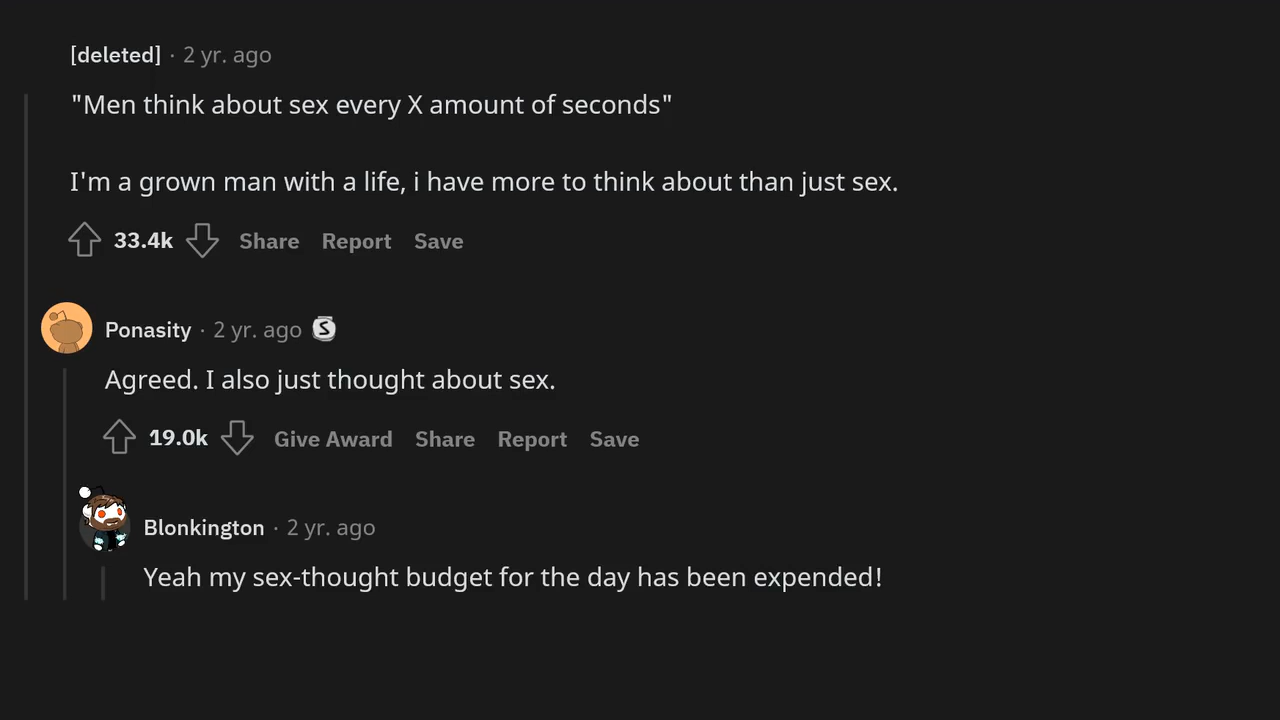 [deleted] · 2 yr. ago
"Men think about sex every X amount of seconds"
I'm a grown man with a life, i have more to think about than just sex.
33.4k Share Report Save
Ponasity · 2 yr. ago S
Agreed. I also just thought about sex.
19.0k Give Award Share Report Save
Blonkington · 2 yr. ago
Yeah my sex-thought budget for the day has been expended!